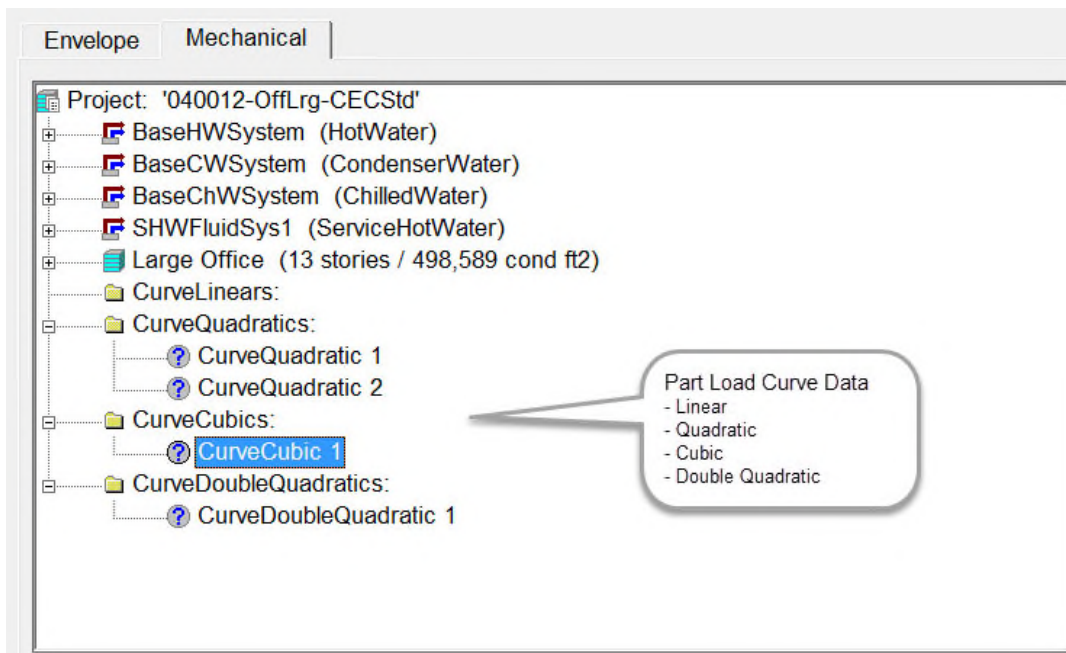 Envelope
Mechanical
Project: '040012-OffLrg-CECStd'
BaseHWSystem (HotWater)
BaseCWSystem (CondenserWater)
BaseChWSystem (ChilledWater)
SHWFluidSys1 (ServiceHotWater)
Large Office (13 stories / 498,589 cond ft2)
CurveLinears:
CurveQuadratics:
CurveQuadratic 1
CurveQuadratic 2
CurveCubics:
CurveCubic 1
CurveDoubleQuadratics:
CurveDoubleQuadratic 1
Part Load Curve Data
- Linear
- Quadratic
- Cubic
- Double Quadratic